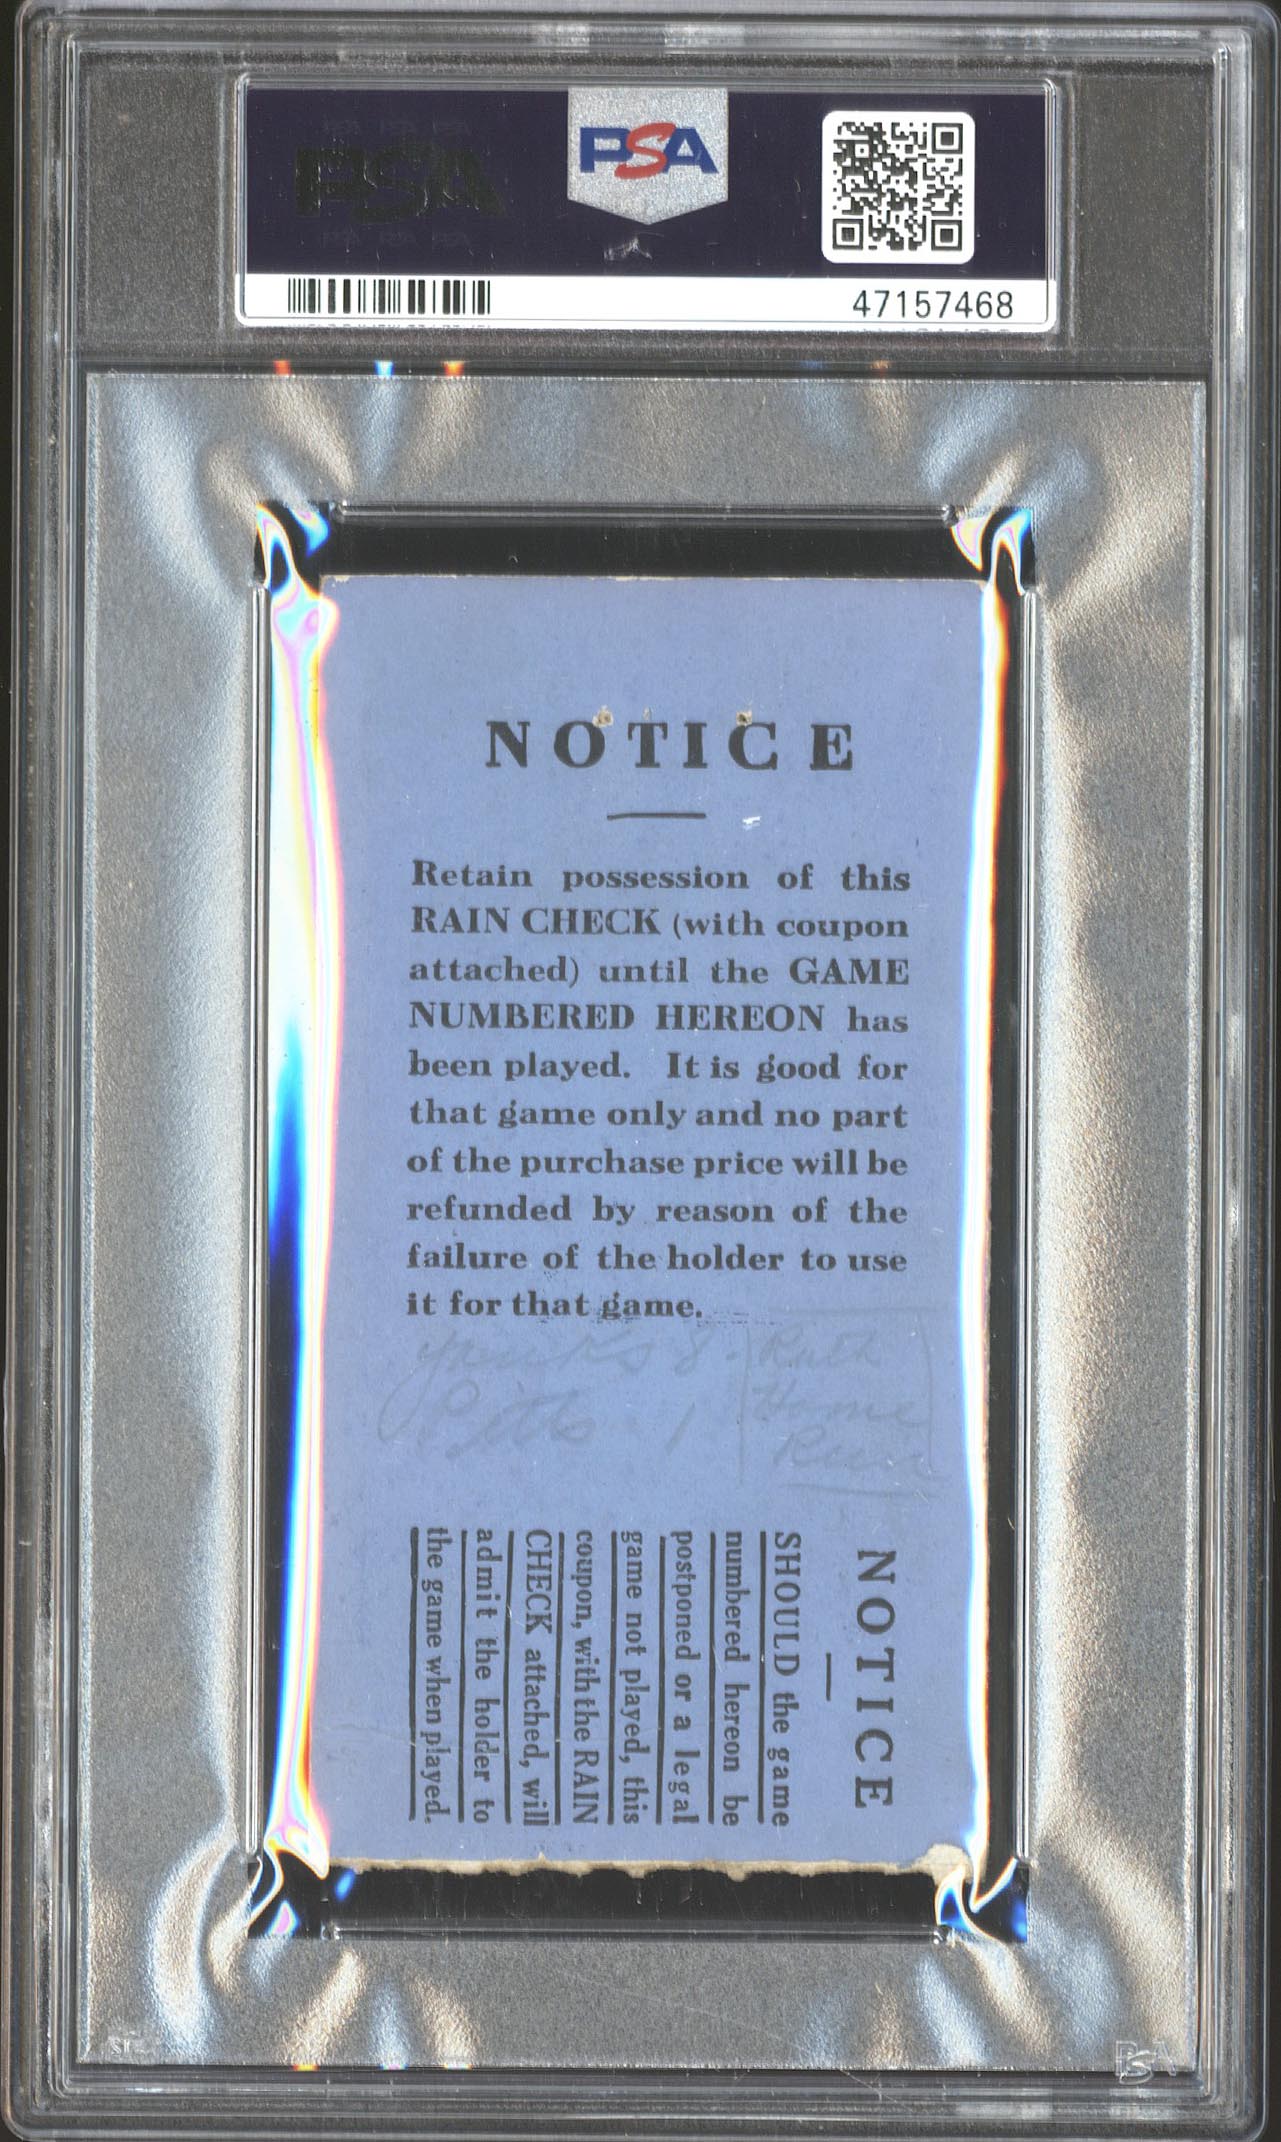 PSA
47157468
NOTICE
Retain possession of this
RAIN CHECK (with coupon
attached) until the GAME
NUMBERED HEREON has
been played. It is good for
that game only and no part
of the purchase price will be
refunded by reason of the
failure of the holder to use
it for that game.
Yanks 8. Ruth
Pitts - 1 Home
Run
NOTICE
SHOULD the game
numbered hereon be
postponed or a legal
game not played, this
coupon, with the RAIN
CHECK attached, will
admit the holder to
the game when played.
PSA